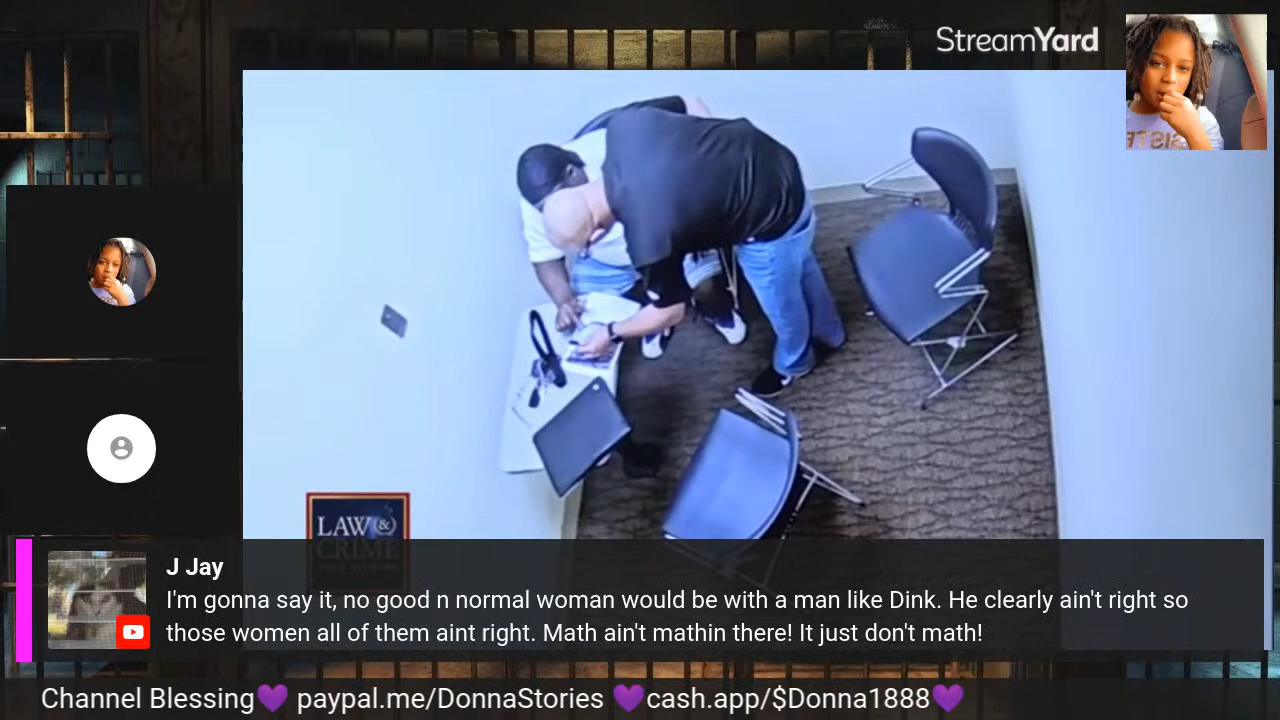 StreamYard
SISTE
LAW &
CRIME
J Jay
I'm gonna say it, no good n normal woman would be with a man like Dink. He clearly ain't right so
those women all of them aint right. Math ain't mathin there! It just don't math!
Channel Blessing💜 paypal.me/DonnaStories 💜cash.app/$Donna1888💜